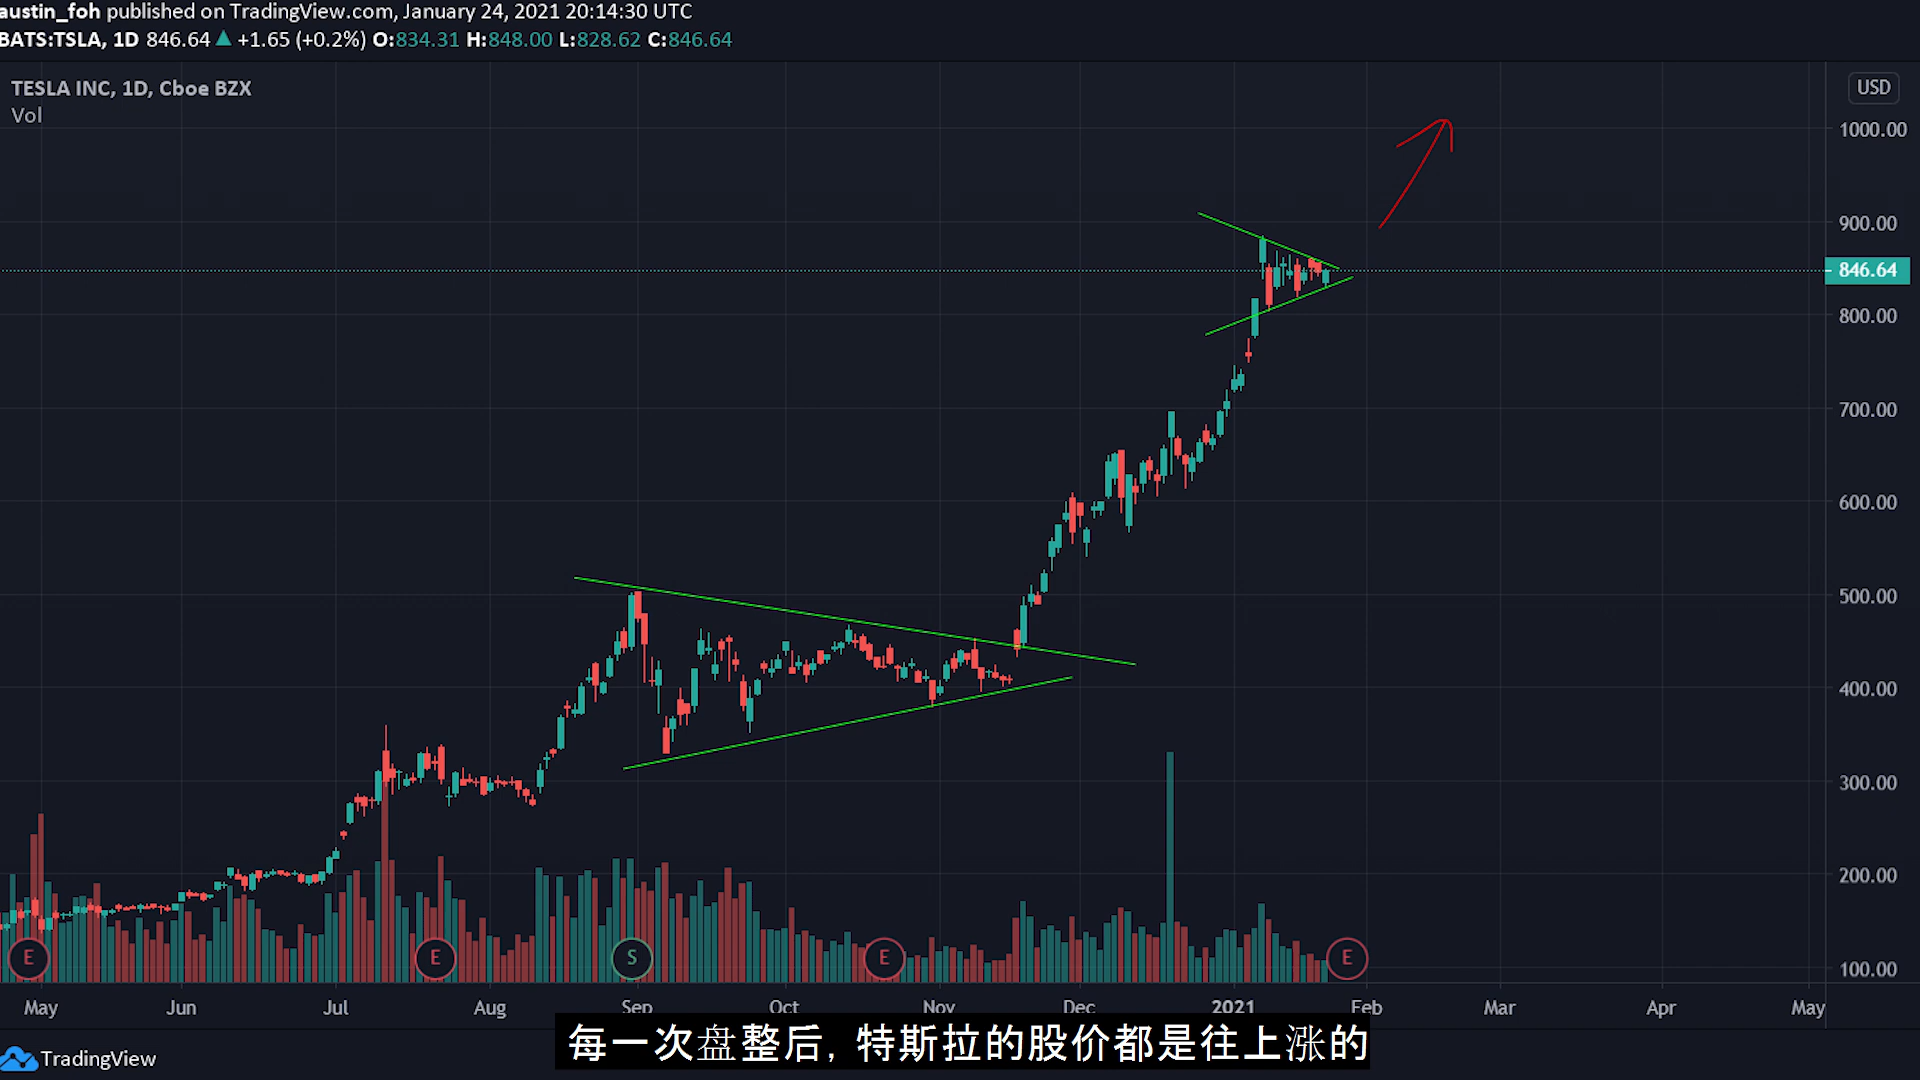 austin_foh published on TradingView.com, January 24, 2021 20:14:30 UTC
BATS:TSLA, 1D 846.64 ▲ +1.65 (+0.2%) O:834.31 H:848.00 L:828.62 C:846.64
TESLA INC, 1D, Cboe BZX
USD
Vol
1000.00
900.00
846.64
800.00
700.00
600.00
500.00
400.00
300.00
200.00
E
E
S
E
E
100.00
May Jun Jul Aug Sep Oct Nov Dec 2021 Feb Mar Apr May
每一次盘整后, 特斯拉的股价都是往上涨的
TradingView